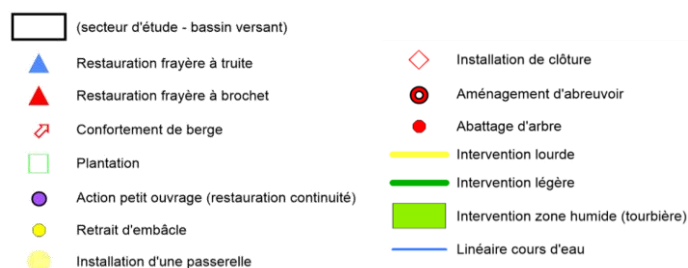 (secteur d'étude - bassin versant)
Restauration frayère à truite
Restauration frayère à brochet
Confortement de berge
Plantation
Action petit ouvrage (restauration continuité)
Retrait d'embâcle
Installation d'une passerelle
Installation de clôture
Aménagement d'abreuvoir
Abattage d'arbre
Intervention lourde
Intervention légère
Intervention zone humide (tourbière)
Linéaire cours d'eau